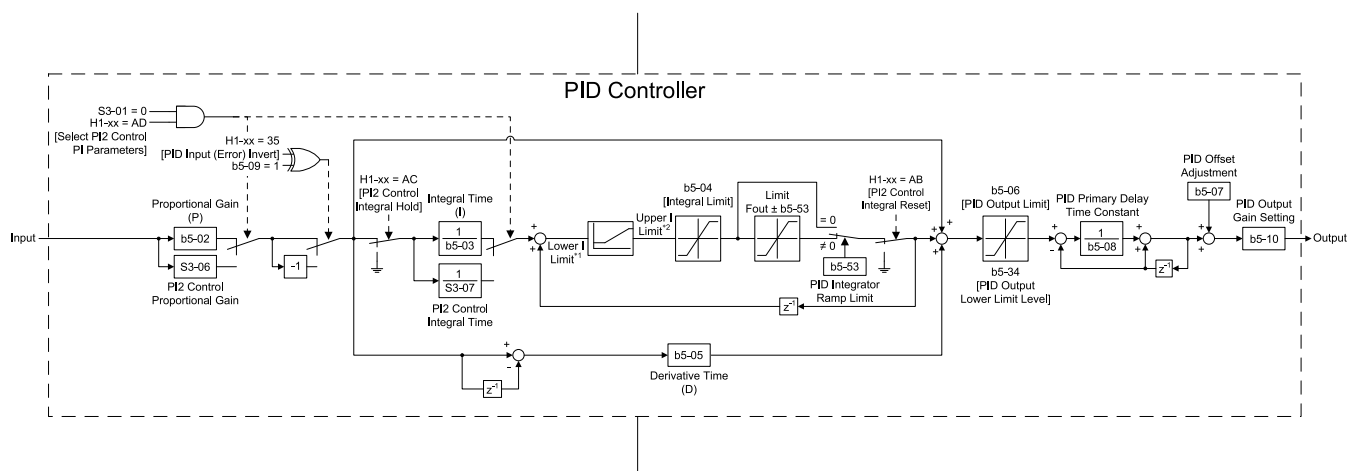 PID Controller
S3-01 = 0
H1-xx = AD
[Select PI2 Control
PI Parameters]
H1-xx = 35
[PID Input (Error) Invert]
b5-09 = 1
Proportional Gain
(P)
Input
b5-02
S3-06
PI2 Control
Proportional Gain
-1
H1-xx = AC
[PI2 Control
Integral Hold]
Integral Time
(I)
1
b5-03
1
S3-07
PI2 Control
Integral Time
+
+
Lower I
Limit*1
Upper I
Limit*2
b5-04
[Integral Limit]
Limit
Fout ± b5-53
= 0
≠ 0
b5-53
PID Integrator
Ramp Limit
H1-xx = AB
[PI2 Control
Integral Reset]
z-1
+
-
z-1
b5-05
Derivative Time
(D)
+
+
+
b5-06
[PID Output Limit]
b5-34
[PID Output
Lower Limit Level]
+
-
PID Primary Delay
Time Constant
1
b5-08
+
+
z-1
PID Offset
Adjustment
b5-07
+
+
PID Output
Gain Setting
b5-10
Output